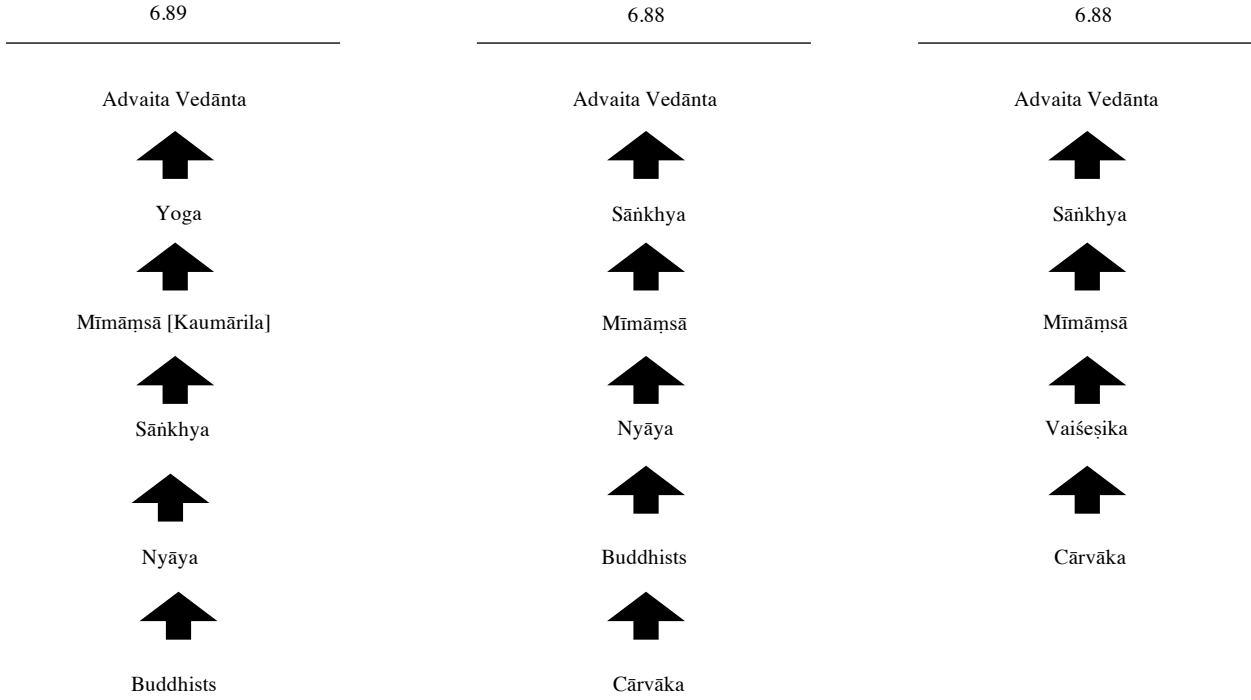 6.89
Advaita Vedānta
Yoga
Mīmāṃsā [Kaumārila]
Sāṅkhya
Nyāya
Buddhists
6.88
Advaita Vedānta
Sāṅkhya
Mīmāṃsā
Nyāya
Buddhists
Cārvāka
6.88
Advaita Vedānta
Sāṅkhya
Mīmāṃsā
Vaiśeṣika
Cārvāka